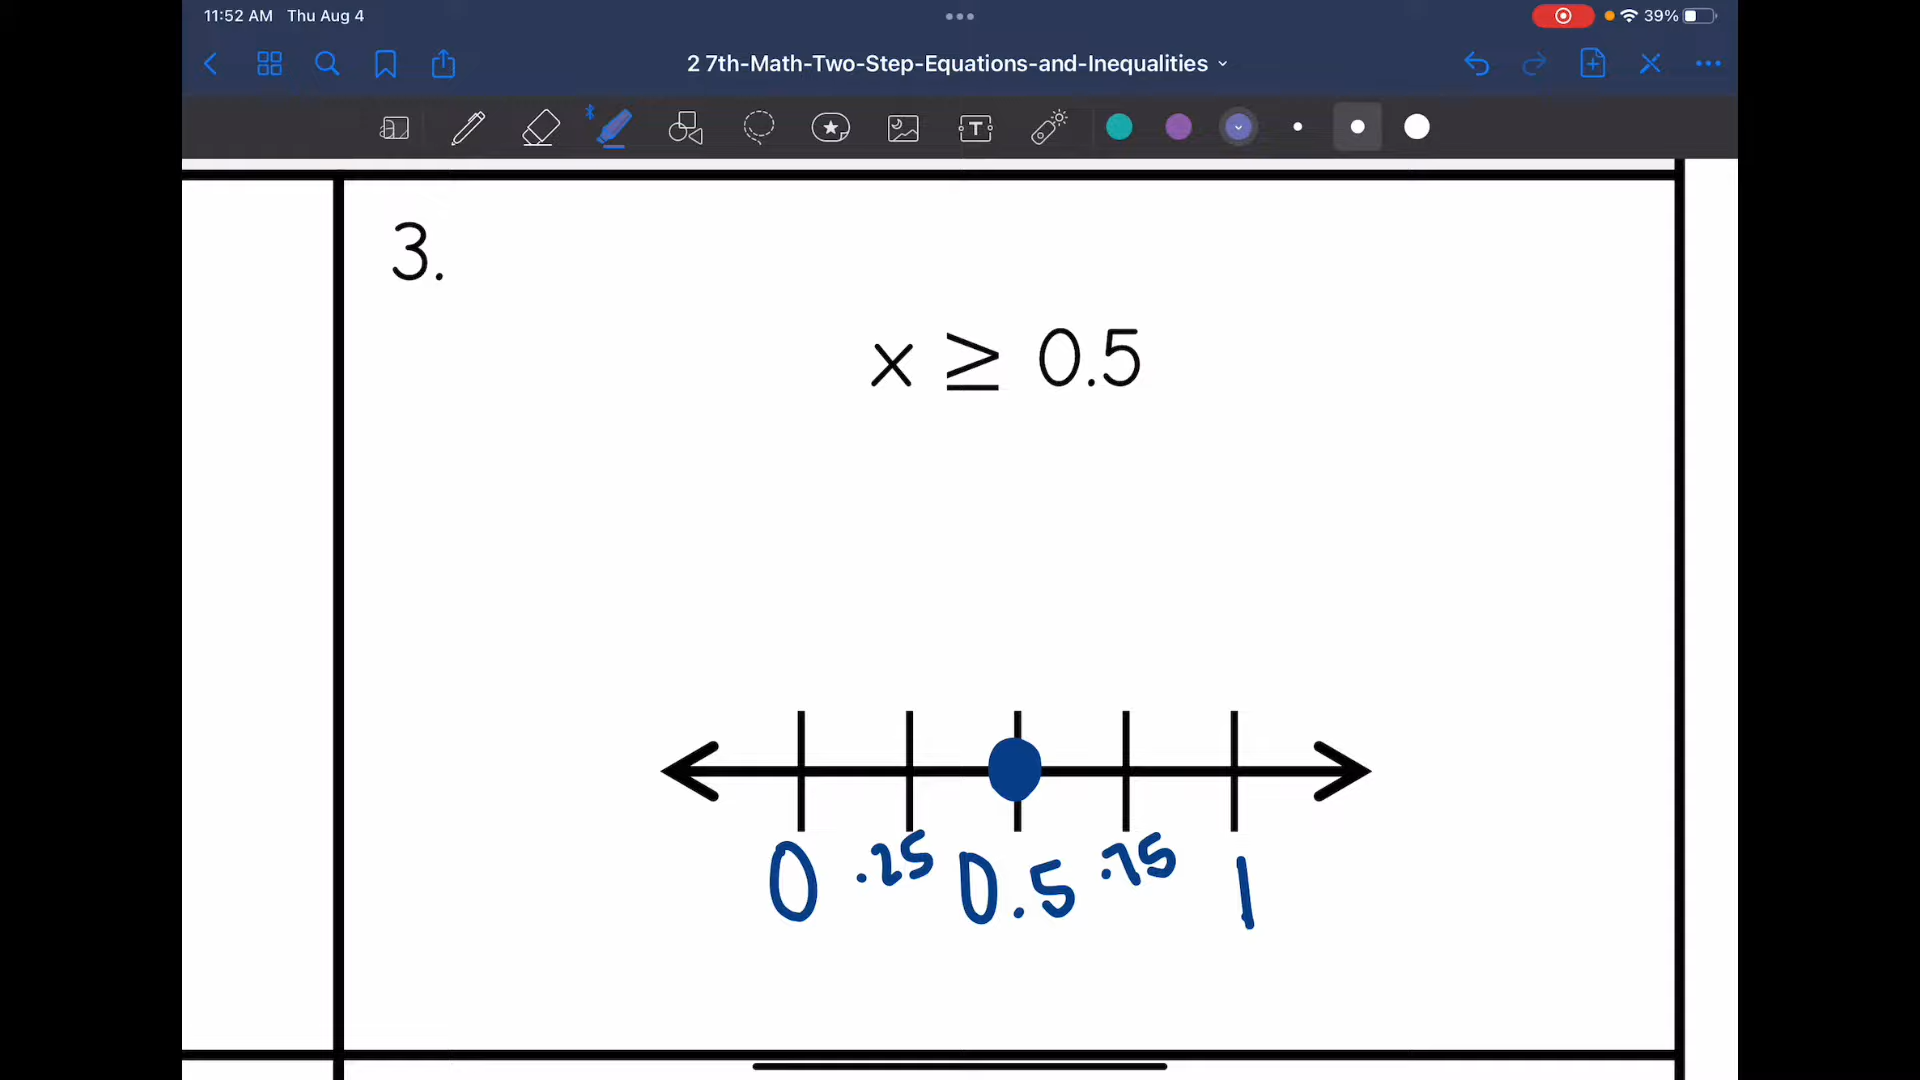 11:52 AM Thu Aug 4
39%
2 7th-Math-Two-Step-Equations-and-Inequalities
T
3.
x ≥ 0.5
0 .25 0.5 .75 1